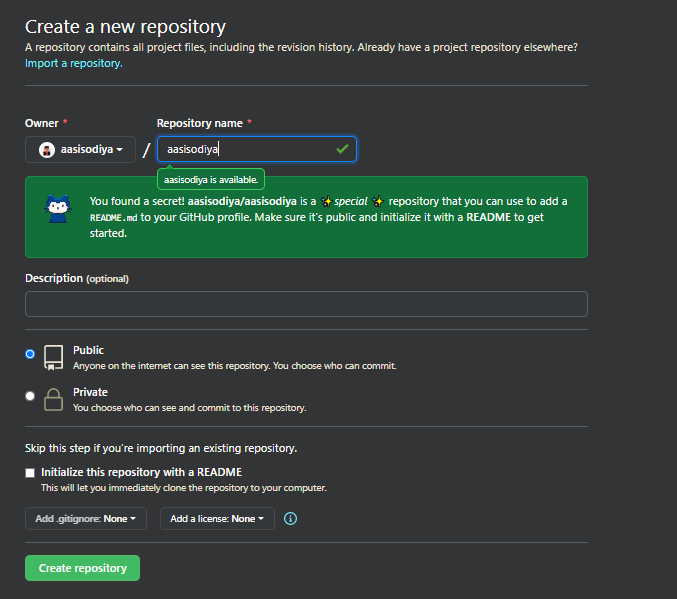 Create a new repository
A repository contains all project files, including the revision history. Already have a project repository elsewhere?
Import a repository.
Owner *
Repository name *
aasisodiya
/
aasisodiya
aasisodiya is available.
You found a secret! aasisodiya/aasisodiya is a ✨ special ✨ repository that you can use to add a
README.md to your GitHub profile. Make sure it's public and initialize it with a README to get
started.
Description (optional)
Public
Anyone on the internet can see this repository. You choose who can commit.
Private
You choose who can see and commit to this repository.
Skip this step if you're importing an existing repository.
Initialize this repository with a README
This will let you immediately clone the repository to your computer.
Add .gitignore: None
Add a license: None
Create repository